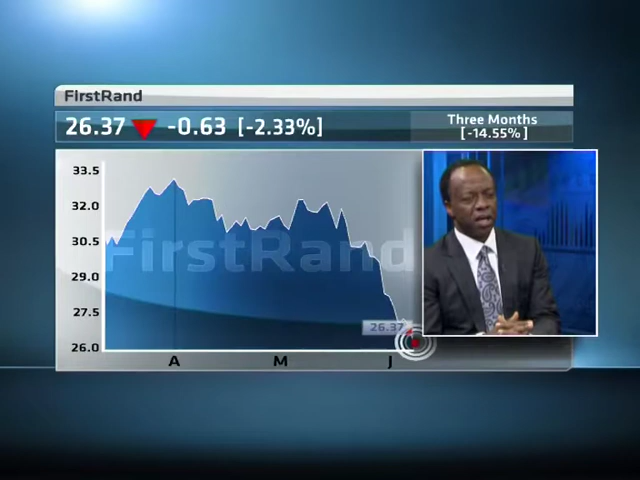 FirstRand
26.37 -0.63 [-2.33%]
Three Months
[-14.55%]
33.5
32.0
30.5
29.0
27.5
26.0
FirstRand
26.37
A M J